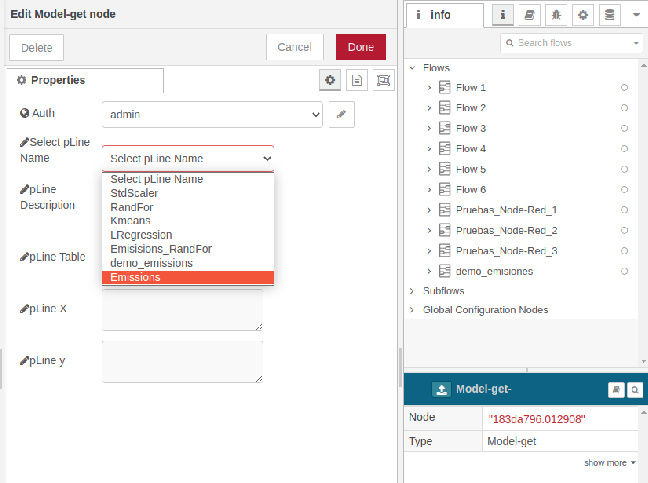 Edit Model-get node
Delete
Cancel
Done
Properties
Auth
admin
Select pLine
Name
Select pLine Name
Select pLine Name
StdScaler
RandFor
Kmeans
LRegression
Emisisions_RandFor
demo_emissions
Emissions
pLine
Description
pLine Table
pLine X
pLine y
info
Search flows
Flows
Flow 1
Flow 2
Flow 3
Flow 4
Flow 5
Flow 6
Pruebas_Node-Red_1
Pruebas_Node-Red_2
Pruebas_Node-Red_3
demo_emisiones
Subflows
Global Configuration Nodes
Model-get-
Node "183da796.012908"
Type Model-get
show more